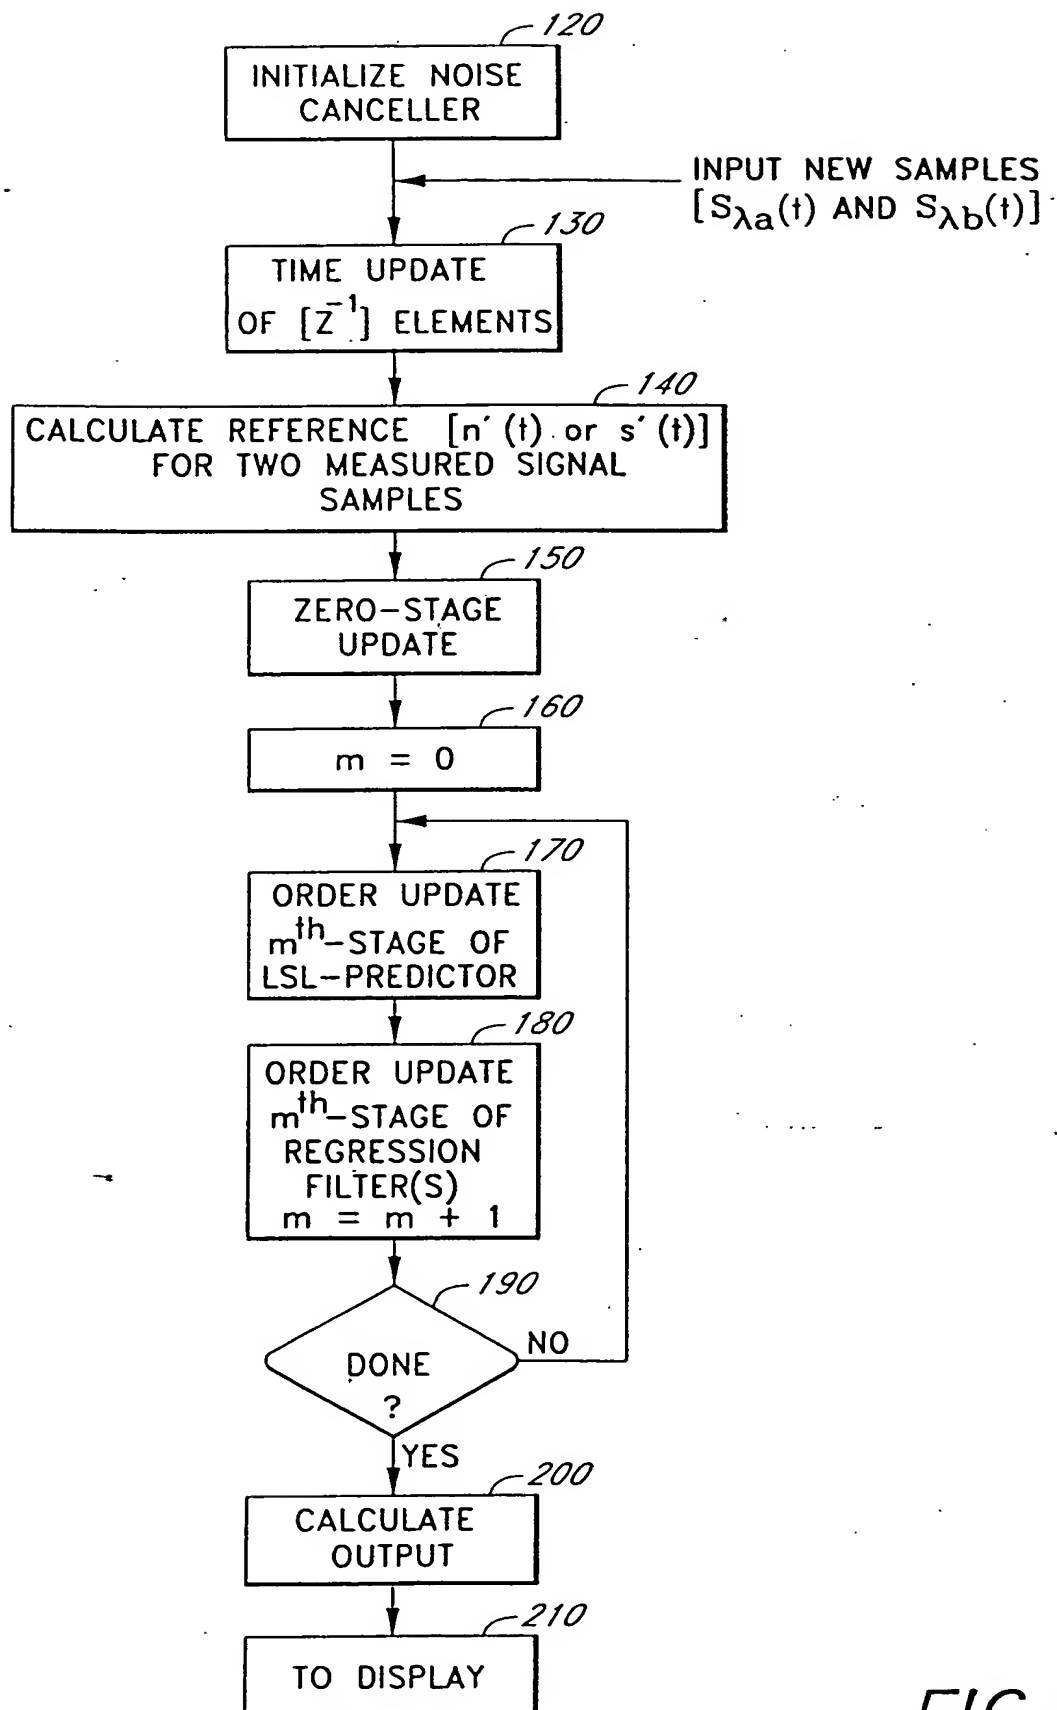 120
INITIALIZE NOISE
CANCELLER
INPUT NEW SAMPLES
[Sλa(t) AND Sλb(t)]
130
TIME UPDATE
OF [Z⁻¹] ELEMENTS
140
CALCULATE REFERENCE [n′(t) or s′(t)]
FOR TWO MEASURED SIGNAL
SAMPLES
150
ZERO-STAGE
UPDATE
160
m = 0
170
ORDER UPDATE
mth-STAGE OF
LSL-PREDICTOR
180
ORDER UPDATE
mth-STAGE OF
REGRESSION
FILTER(S)
m = m + 1
190
NO
DONE
?
YES
200
CALCULATE
OUTPUT
210
TO DISPLAY